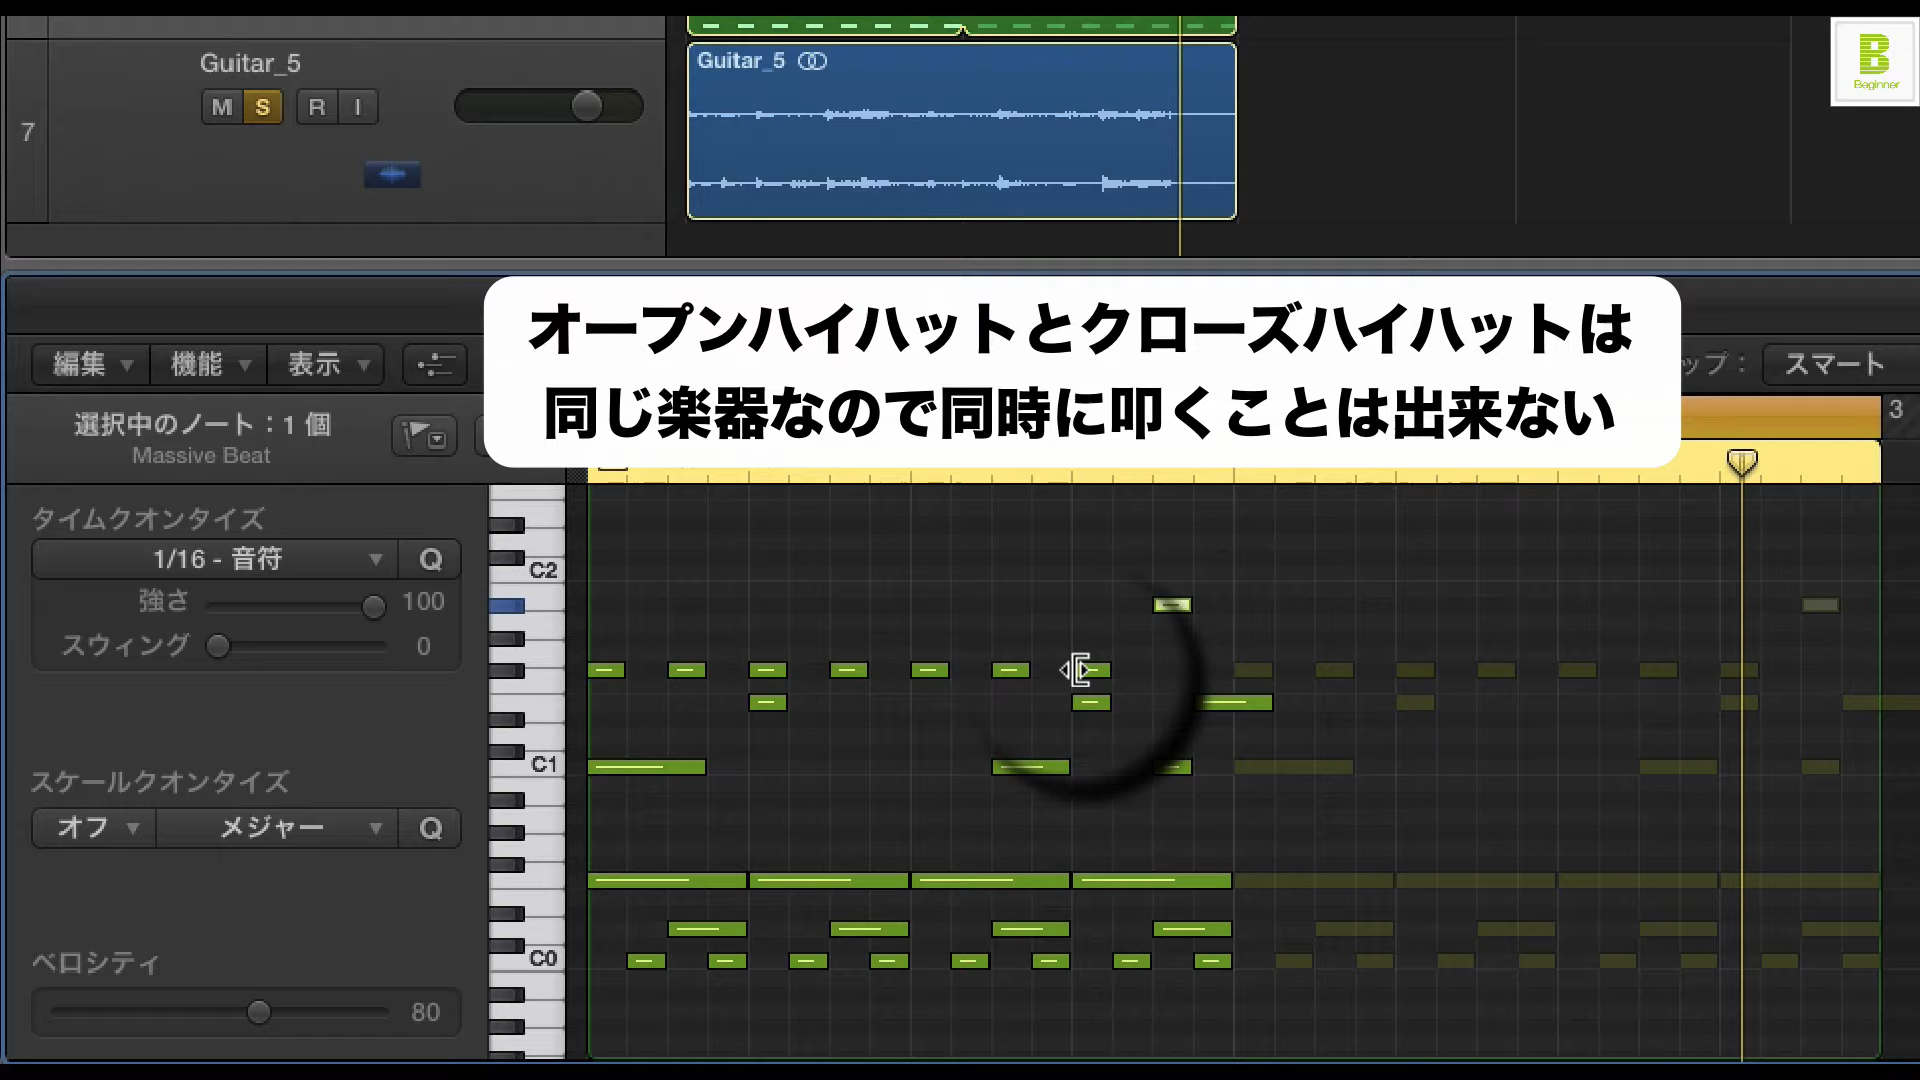 Guitar_5
M S R I
7
Guitar_5
B
Beginner
オープンハイハットとクローズハイハットは
同じ楽器なので同時に叩くことは出来ない
編集
機能
表示
ップ：
スマート
選択中のノート：1 個
Massive Beat
3
タイムクオンタイズ
1/16 - 音符
Q
強さ
100
スウィング
0
スケールクオンタイズ
オフ
メジャー
Q
ベロシティ
80
C2
C1
C0